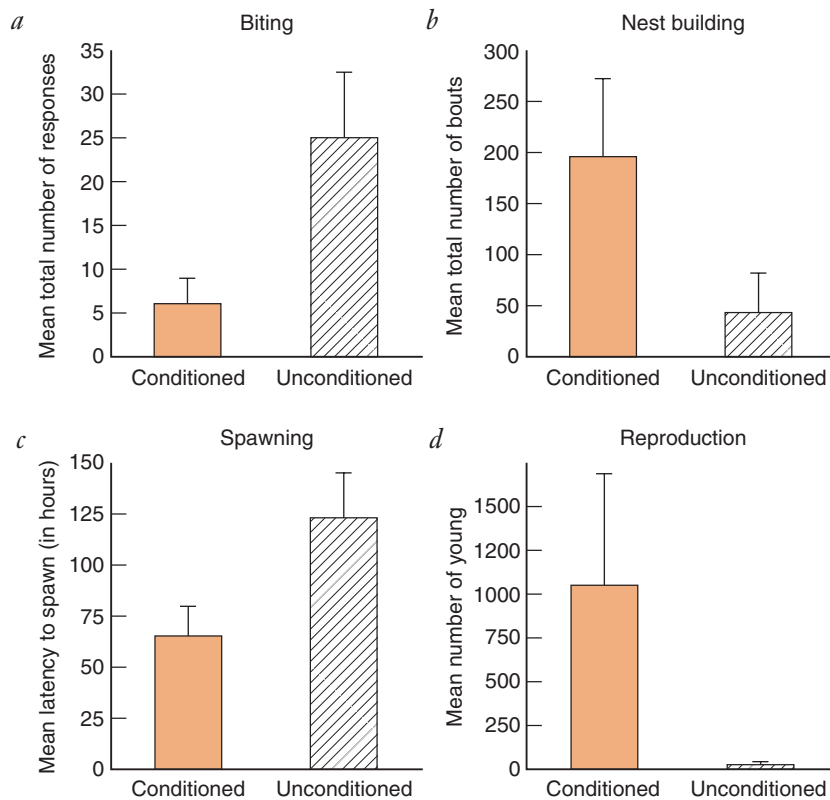 a Biting
Mean total number of responses
35
30
25
20
15
10
5
0
Conditioned Unconditioned
b Nest building
Mean total number of bouts
300
250
200
150
100
50
0
Conditioned Unconditioned
c Spawning
Mean latency to spawn (in hours)
150
125
100
75
50
25
0
Conditioned Unconditioned
d Reproduction
Mean number of young
1500
1200
1000
750
500
250
0
Conditioned Unconditioned